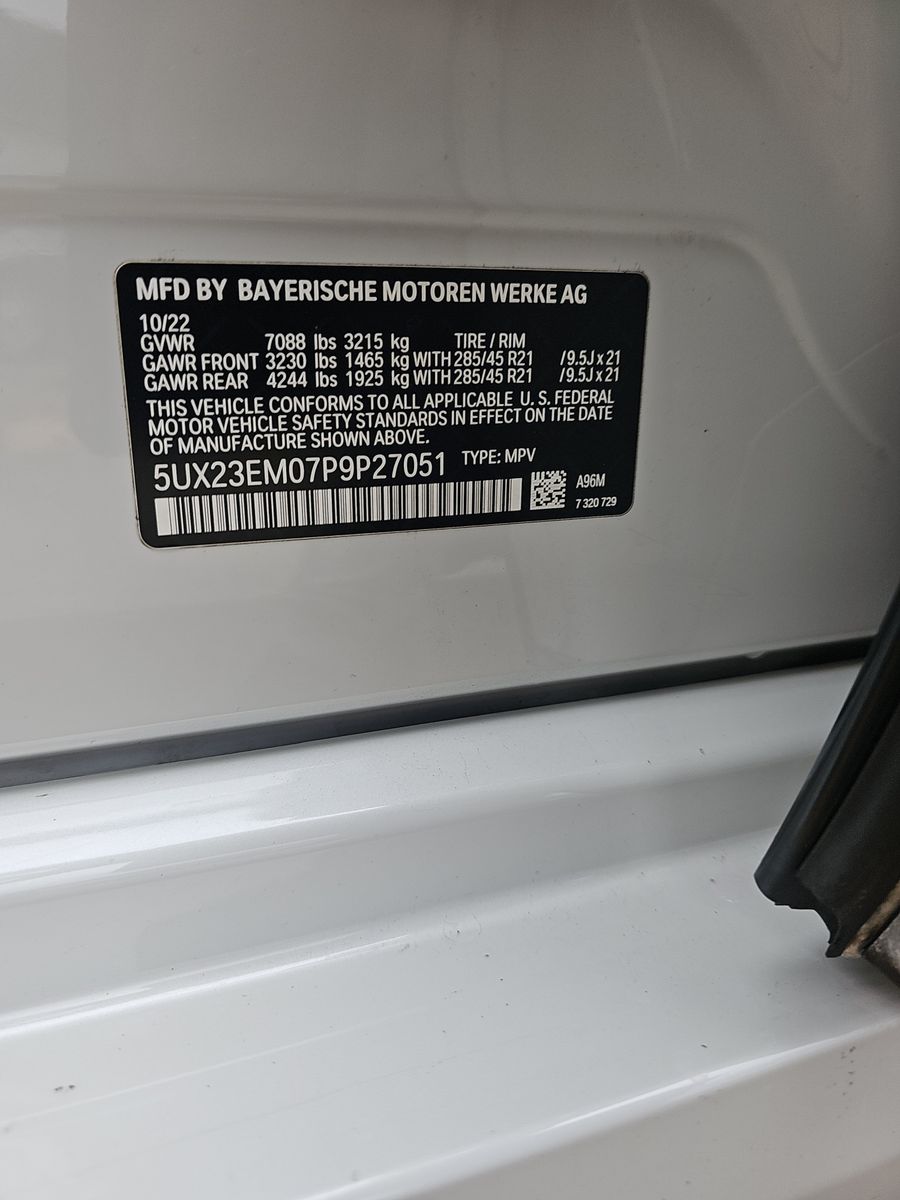 MFD BY BAYERISCHE MOTOREN WERKE AG
10/22
GVWR 7088 lbs 3215 kg TIRE / RIM
GAWR FRONT 3230 lbs 1465 kg WITH 285/45 R21 /9.5J x 21
GAWR REAR 4244 lbs 1925 kg WITH 285/45 R21 /9.5J x 21
THIS VEHICLE CONFORMS TO ALL APPLICABLE U. S. FEDERAL
MOTOR VEHICLE SAFETY STANDARDS IN EFFECT ON THE DATE
OF MANUFACTURE SHOWN ABOVE.
5UX23EM07P9P27051 TYPE: MPV
A96M
7 320 729